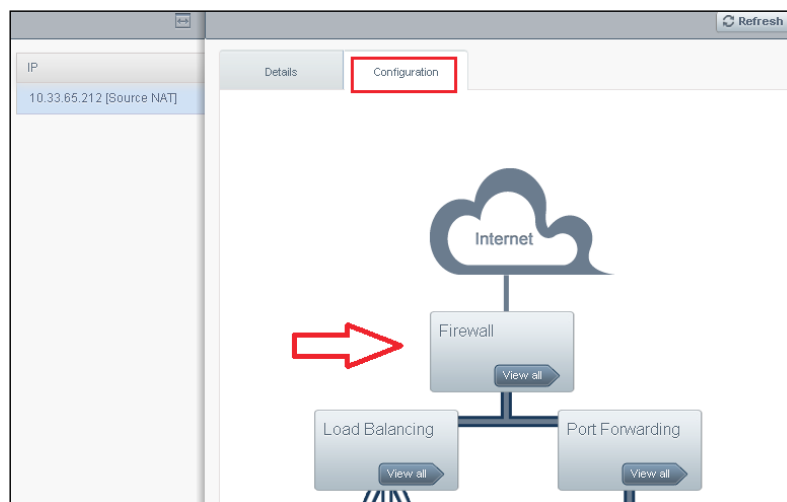 Refresh
IP
10.33.65.212 [Source NAT]
Details
Configuration
Internet
Firewall
View all
Load Balancing
View all
Port Forwarding
View all